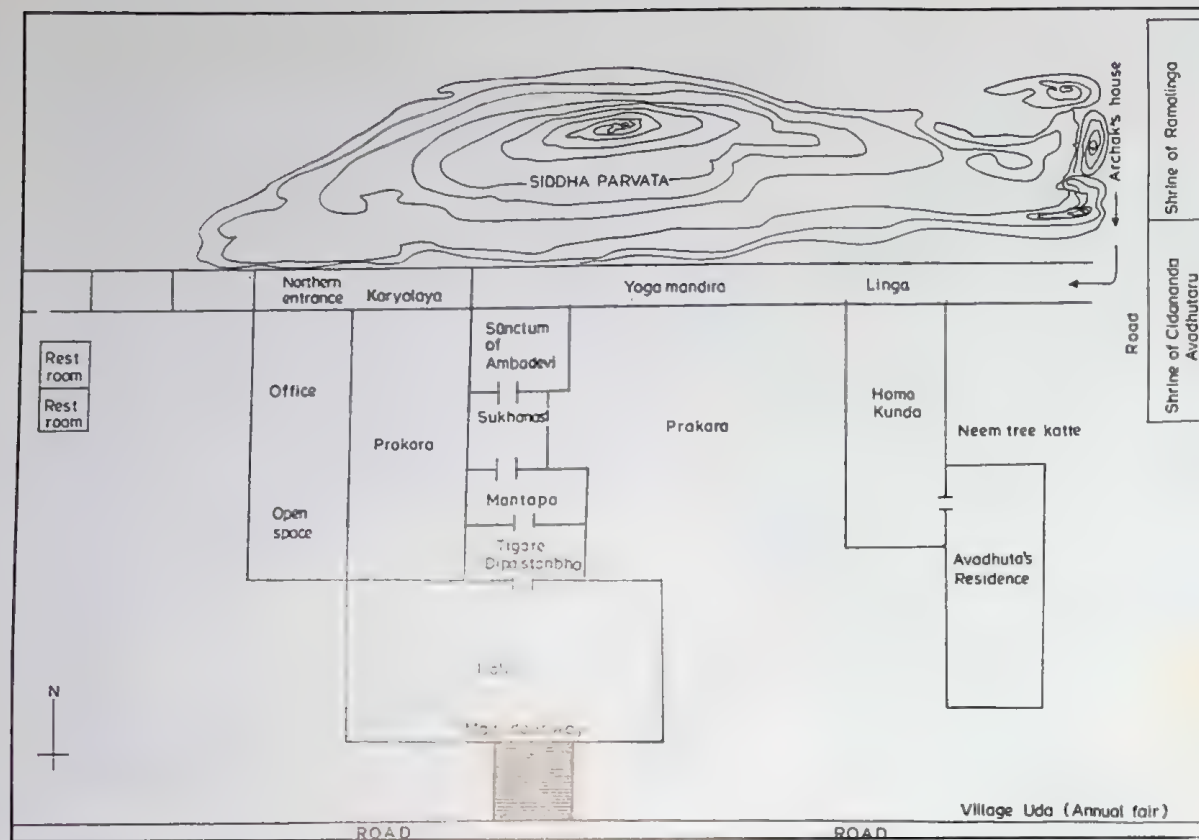 SIDDHA PARVATA
Archak's house
Shrine of Ramalinga
Northern
entrance
Karyalaya
Yoga mandira
Linga
Road
Shrine of Cidananda
Avadhutaru
Rest
room
Rest
room
Office
Sanctum
of
Ambadevi
Sukhanasi
Prakara
Prakara
Homa
Kunda
Neem tree katte
Mantapa
Open
space
Tigare
Dipastanbha
Avadhuta's
Residence
N
Village Uda (Annual fair)
ROAD
ROAD